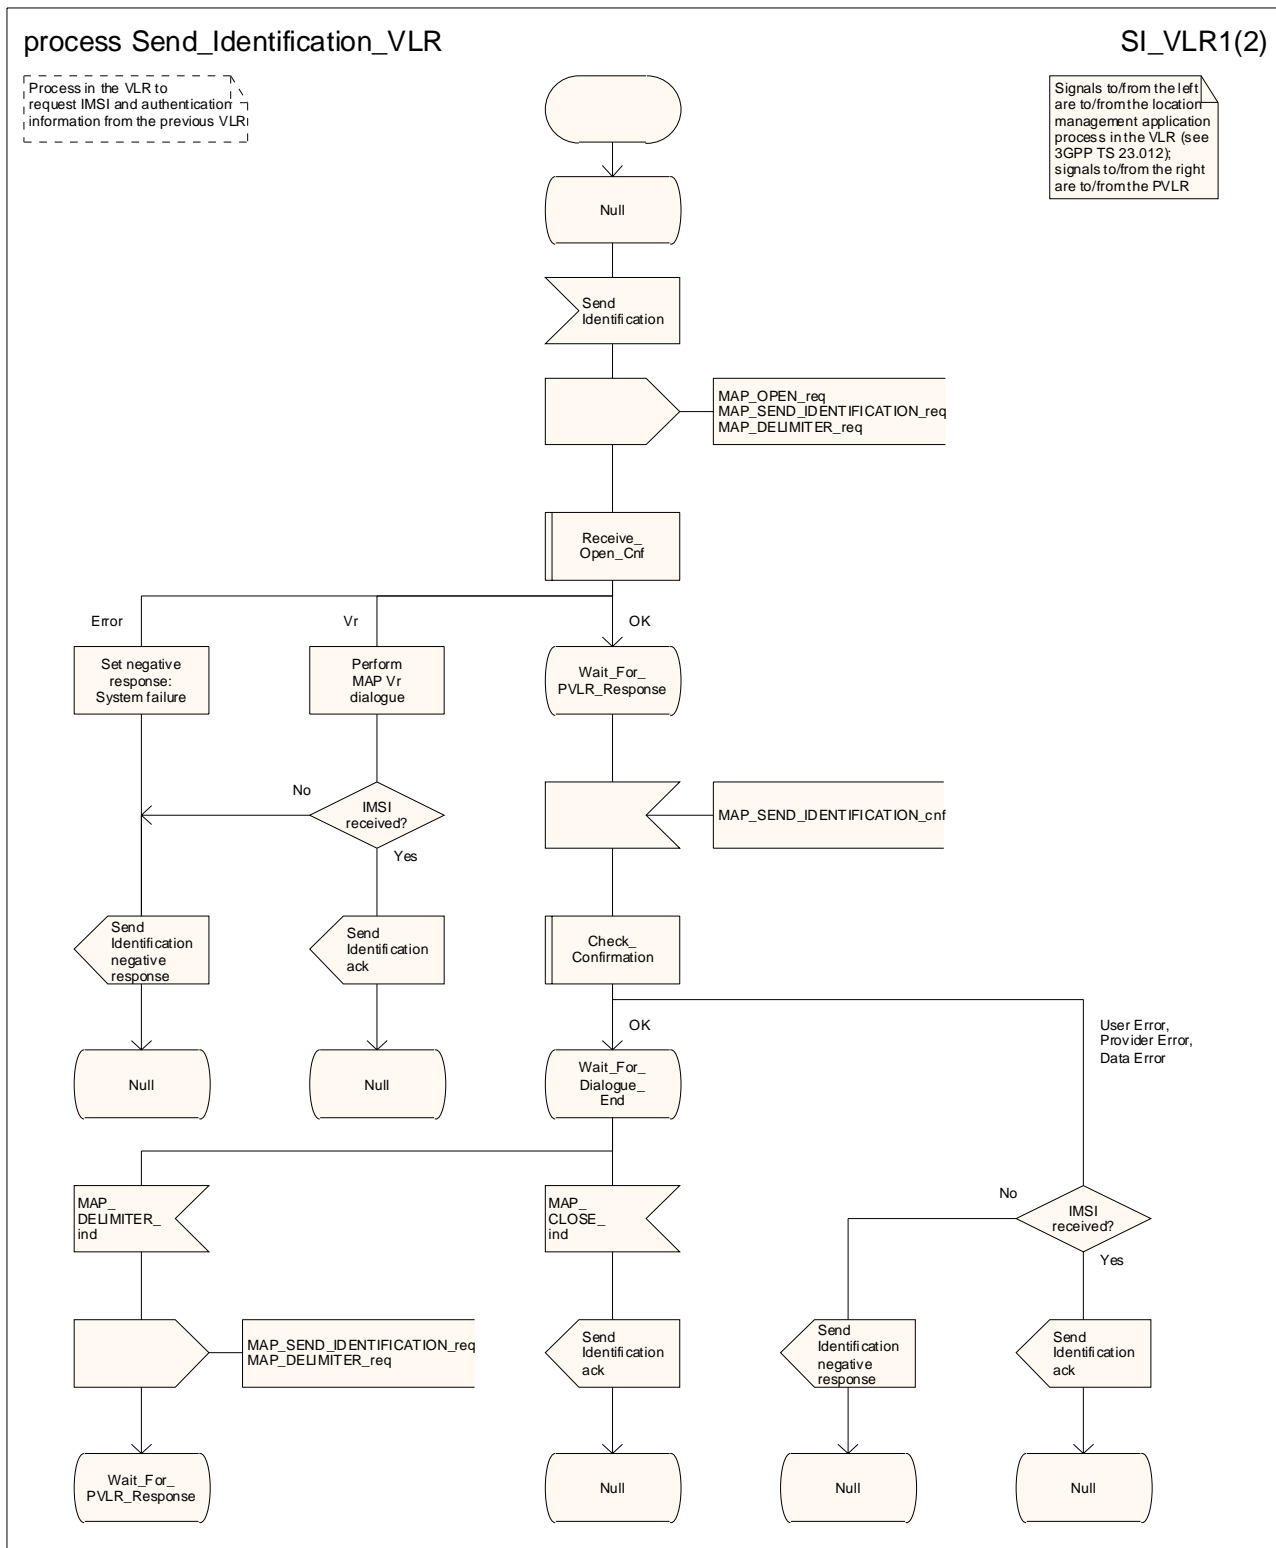 process Send_Identification_VLR
SI_VLR1(2)
Process in the VLR to
request IMSI and authentication
information from the previous VLR
Signals to/from the left
are to/from the location
management application
process in the VLR (see
3GPP TS 23.012);
signals to/from the right
are to/from the PVLR
Null
Send
Identification
MAP_OPEN_req
MAP_SEND_IDENTIFICATION_req
MAP_DELIMITER_req
Receive_
Open_Cnf
Error
Vr
OK
Set negative
response:
System failure
Perform
MAP Vr
dialogue
Wait_For_
PVLR_Response
No
IMSI
received?
Yes
MAP_SEND_IDENTIFICATION_cnf
Send
Identification
negative
response
Send
Identification
ack
Check_
Confirmation
OK
User Error,
Provider Error,
Data Error
Null
Null
Wait_For_
Dialogue_
End
MAP_
DELIMITER_
ind
MAP_
CLOSE_
ind
No
IMSI
received?
Yes
MAP_SEND_IDENTIFICATION_req
MAP_DELIMITER_req
Send
Identification
ack
Send
Identification
negative
response
Send
Identification
ack
Wait_For_
PVLR_Response
Null
Null
Null